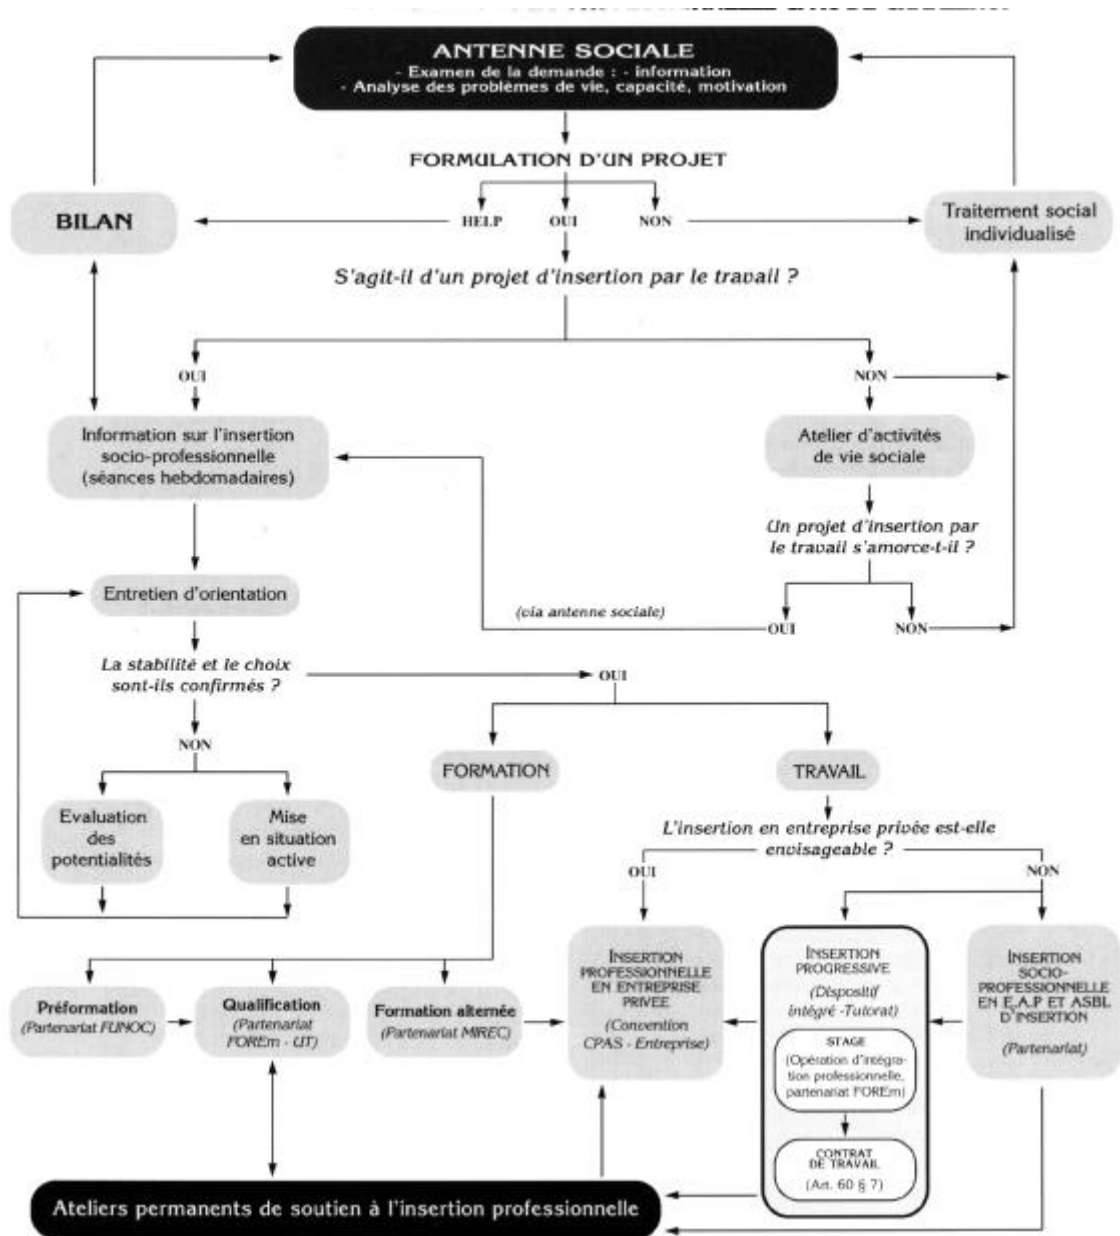 ANTENNE SOCIALE
- Examen de la demande : - information
- Analyse des problèmes de vie, capacité, motivation
FORMULATION D'UN PROJET
BILAN
HELP
OUI
NON
Traitement social
individualisé
S'agit-il d'un projet d'insertion par le travail ?
OUI
NON
Information sur l'insertion
socio-professionnelle
(séances hebdomadaires)
Atelier d'activités
de vie sociale
Un projet d'insertion par
le travail s'amorce-t-il ?
Entretien d'orientation
(via antenne sociale)
OUI
NON
La stabilité et le choix
sont-ils confirmés ?
OUI
NON
FORMATION
TRAVAIL
Evaluation
des
potentialités
Mise
en situation
active
L'insertion en entreprise privée est-elle
envisageable ?
OUI
NON
Préformation
(Partenariat FUNOC)
Qualification
(Partenariat
FOREm - UT)
Formation alternée
(Partenariat MIREC)
INSERTION
PROFESSIONNELLE
EN ENTREPRISE
PRIVEE
(Convention
CPAS - Entreprise)
INSERTION
PROGRESSIVE
(Dispositif
intégré -Tutorat)
STAGE
(Opération d'intégra-
tion professionnelle,
partenariat FOREm)
CONTRAT
DE TRAVAIL
(Art. 60 § 7)
INSERTION
SOCIO-
PROFESSIONNELLE
EN E.A.P ET ASBL
D'INSERTION
(Partenariat)
Ateliers permanents de soutien à l'insertion professionnelle